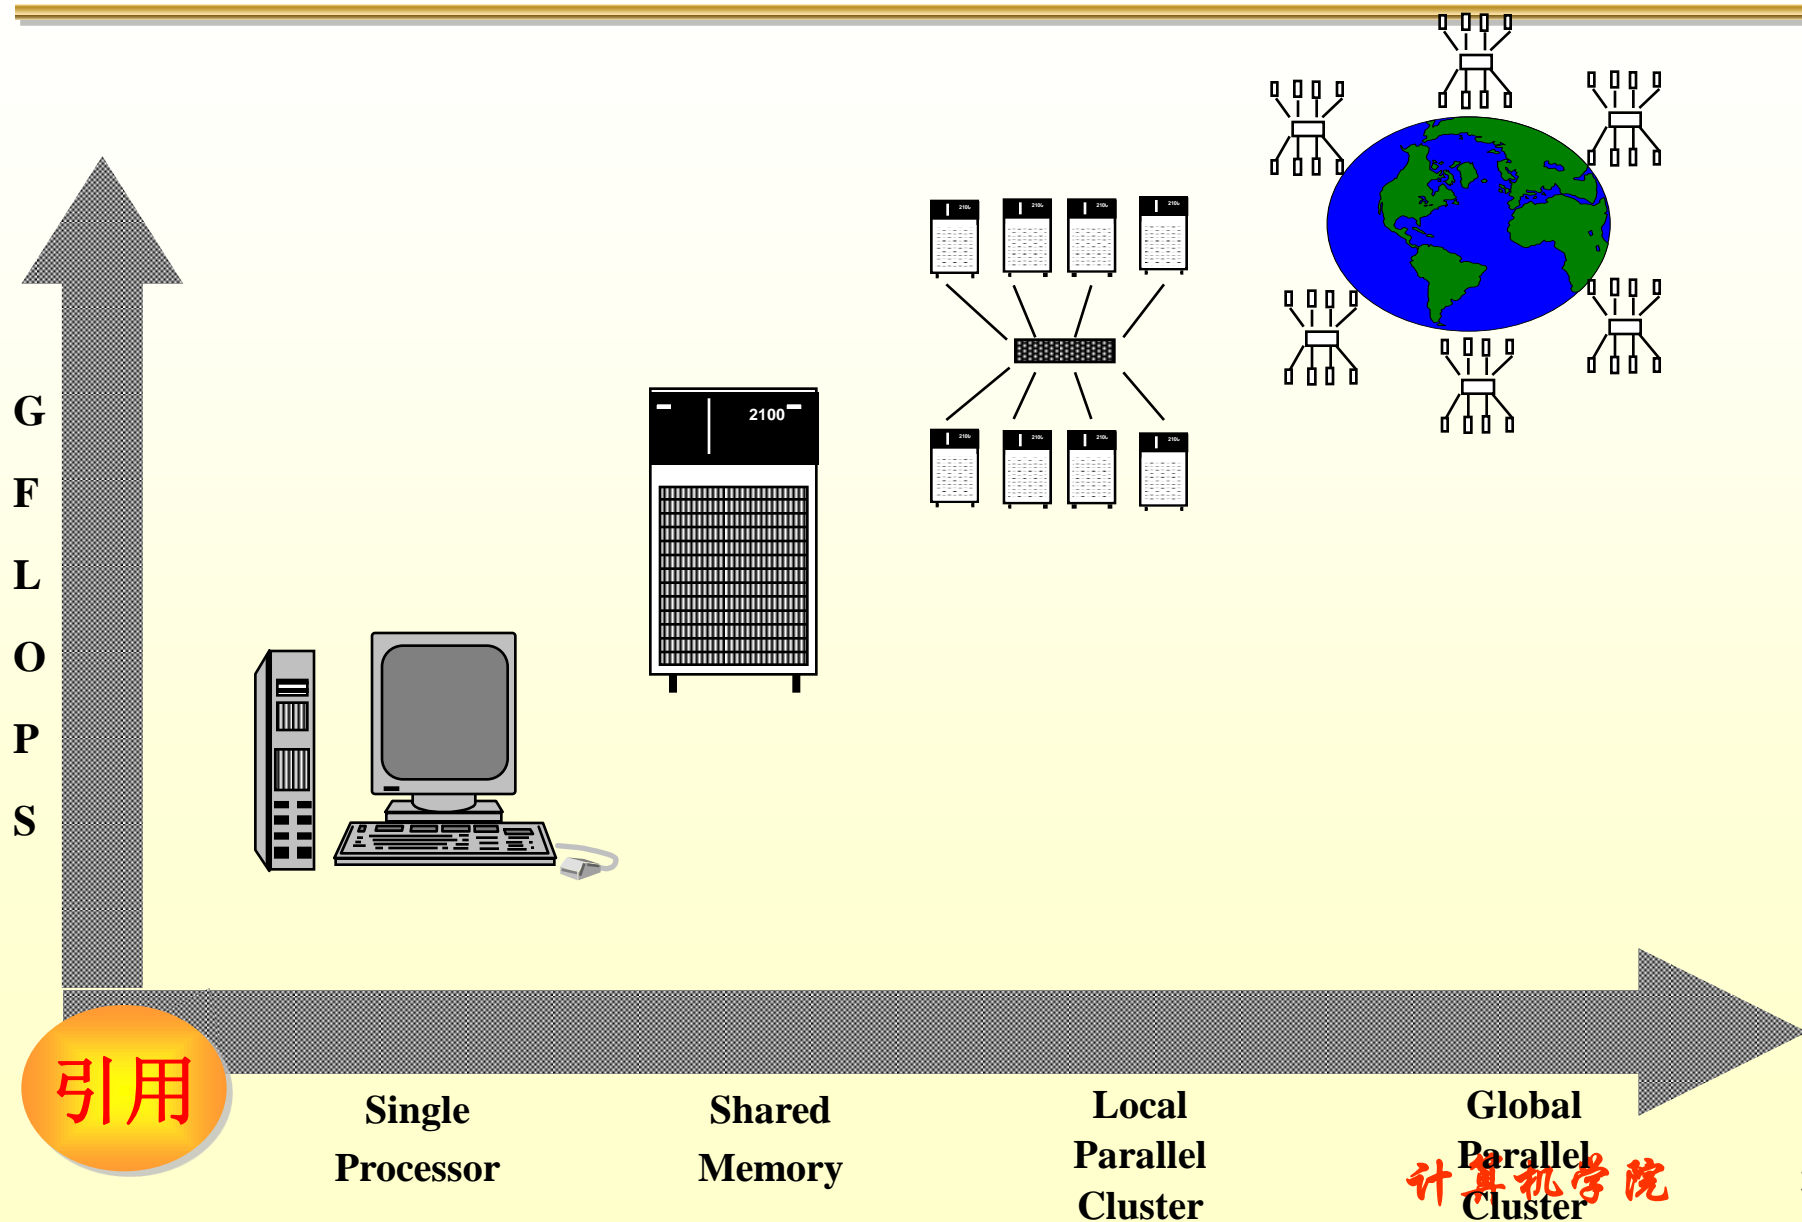 G
F
L
O
P
S
2100
引用
Single
Processor
Shared
Memory
Local
Parallel
Cluster
Global
Parallel
Cluster
计算机学院